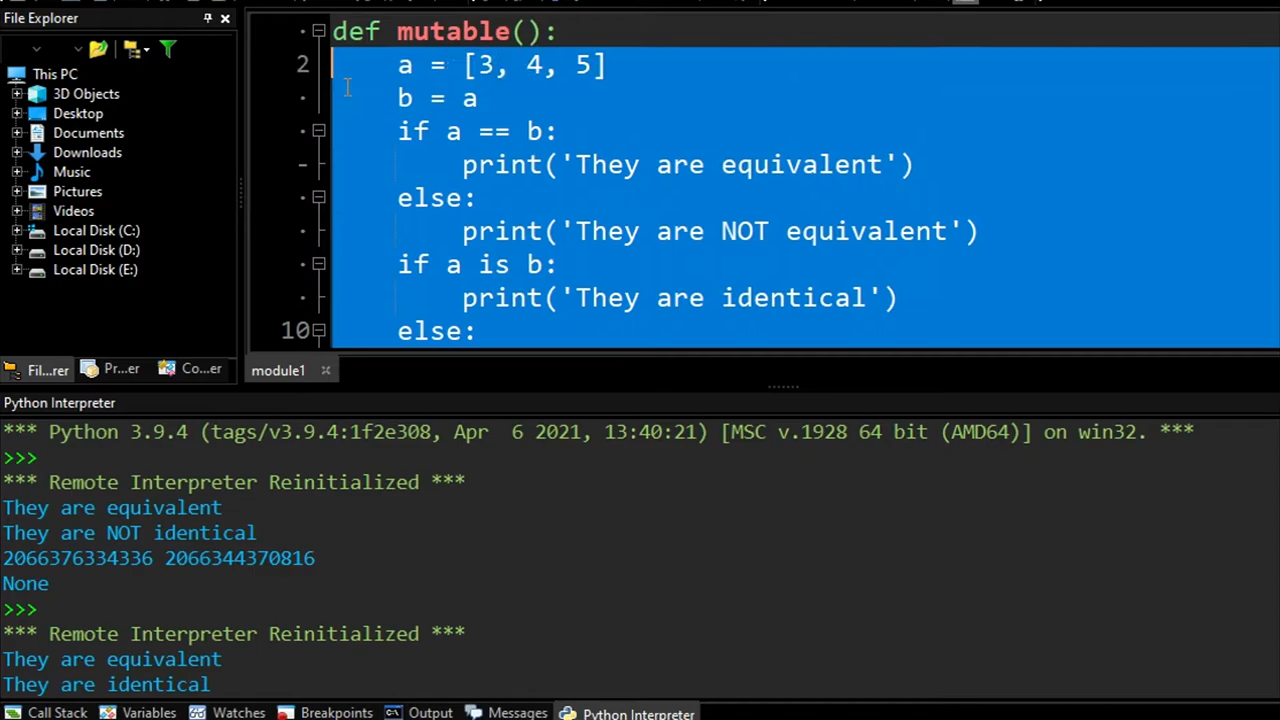 File Explorer
This PC
3D Objects
Desktop
Documents
Downloads
Music
Pictures
Videos
Local Disk (C:)
Local Disk (D:)
Local Disk (E:)
Fil...rer
Pr...er
Co...er
def mutable():
2 a = [3, 4, 5]
b = a
if a == b:
print('They are equivalent')
else:
print('They are NOT equivalent')
if a is b:
print('They are identical')
10 else:
module1
Python Interpreter
*** Python 3.9.4 (tags/v3.9.4:1f2e308, Apr  6 2021, 13:40:21) [MSC v.1928 64 bit (AMD64)] on win32. ***
>>>
*** Remote Interpreter Reinitialized ***
They are equivalent
They are NOT identical
2066376334336 2066344370816
None
>>>
*** Remote Interpreter Reinitialized ***
They are equivalent
They are identical
Call Stack
Variables
Watches
Breakpoints
Output
Messages
Python Interpreter